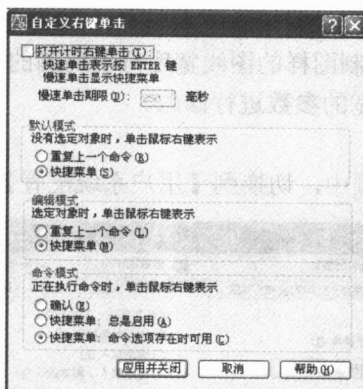 自定义右键单击
打开计时右键单击(T):
快速单击表示按 ENTER 键
慢速单击显示快捷菜单
慢速单击期限(D): 250 毫秒
默认模式
没有选定对象时，单击鼠标右键表示
重复上一个命令(R)
快捷菜单(S)
编辑模式
选定对象时，单击鼠标右键表示
重复上一个命令(L)
快捷菜单(M)
命令模式
正在执行命令时，单击鼠标右键表示
确认(E)
快捷菜单: 总是启用(A)
快捷菜单: 命令选项存在时可用(C)
应用并关闭 取消 帮助(H)